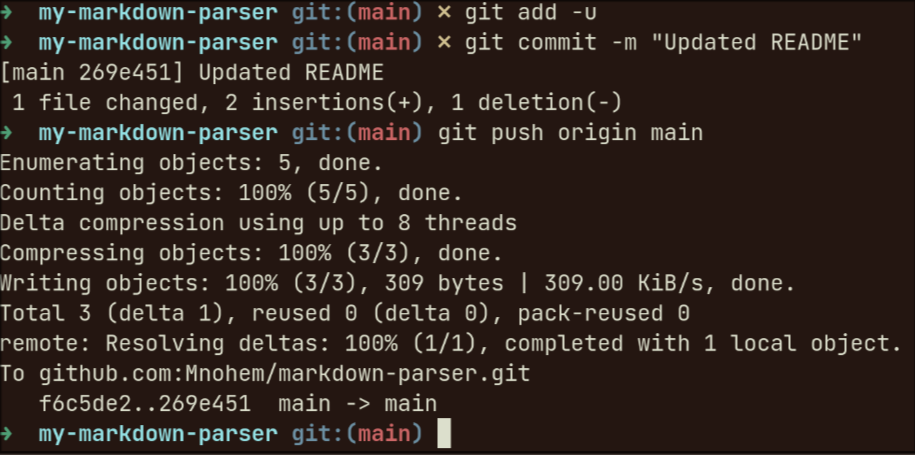 ➜  my-markdown-parser git:(main) ✗ git add -u
➜  my-markdown-parser git:(main) ✗ git commit -m "Updated README"
[main 269e451] Updated README
 1 file changed, 2 insertions(+), 1 deletion(-)
➜  my-markdown-parser git:(main) git push origin main
Enumerating objects: 5, done.
Counting objects: 100% (5/5), done.
Delta compression using up to 8 threads
Compressing objects: 100% (3/3), done.
Writing objects: 100% (3/3), 309 bytes | 309.00 KiB/s, done.
Total 3 (delta 1), reused 0 (delta 0), pack-reused 0
remote: Resolving deltas: 100% (1/1), completed with 1 local object.
To github.com:Mnohem/markdown-parser.git
   f6c5de2..269e451  main -> main
➜  my-markdown-parser git:(main)